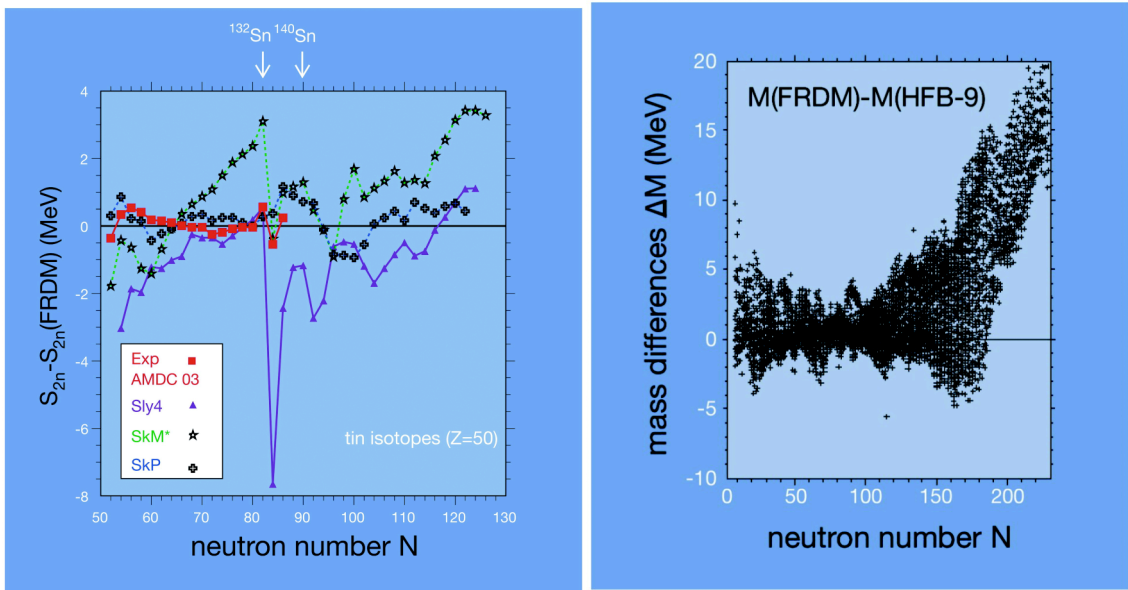 ¹³²Sn ¹⁴⁰Sn
4
2
0
-2
-4
-6
-8
S₂ₙ-S₂ₙ(FRDM) (MeV)
Exp
AMDC 03
Sly4
SkM*
SkP
tin isotopes (Z=50)
50 60 70 80 90 100 110 120 130
neutron number N
20
15
10
5
0
-5
-10
mass differences ΔM (MeV)
M(FRDM)-M(HFB-9)
0 50 100 150 200
neutron number N